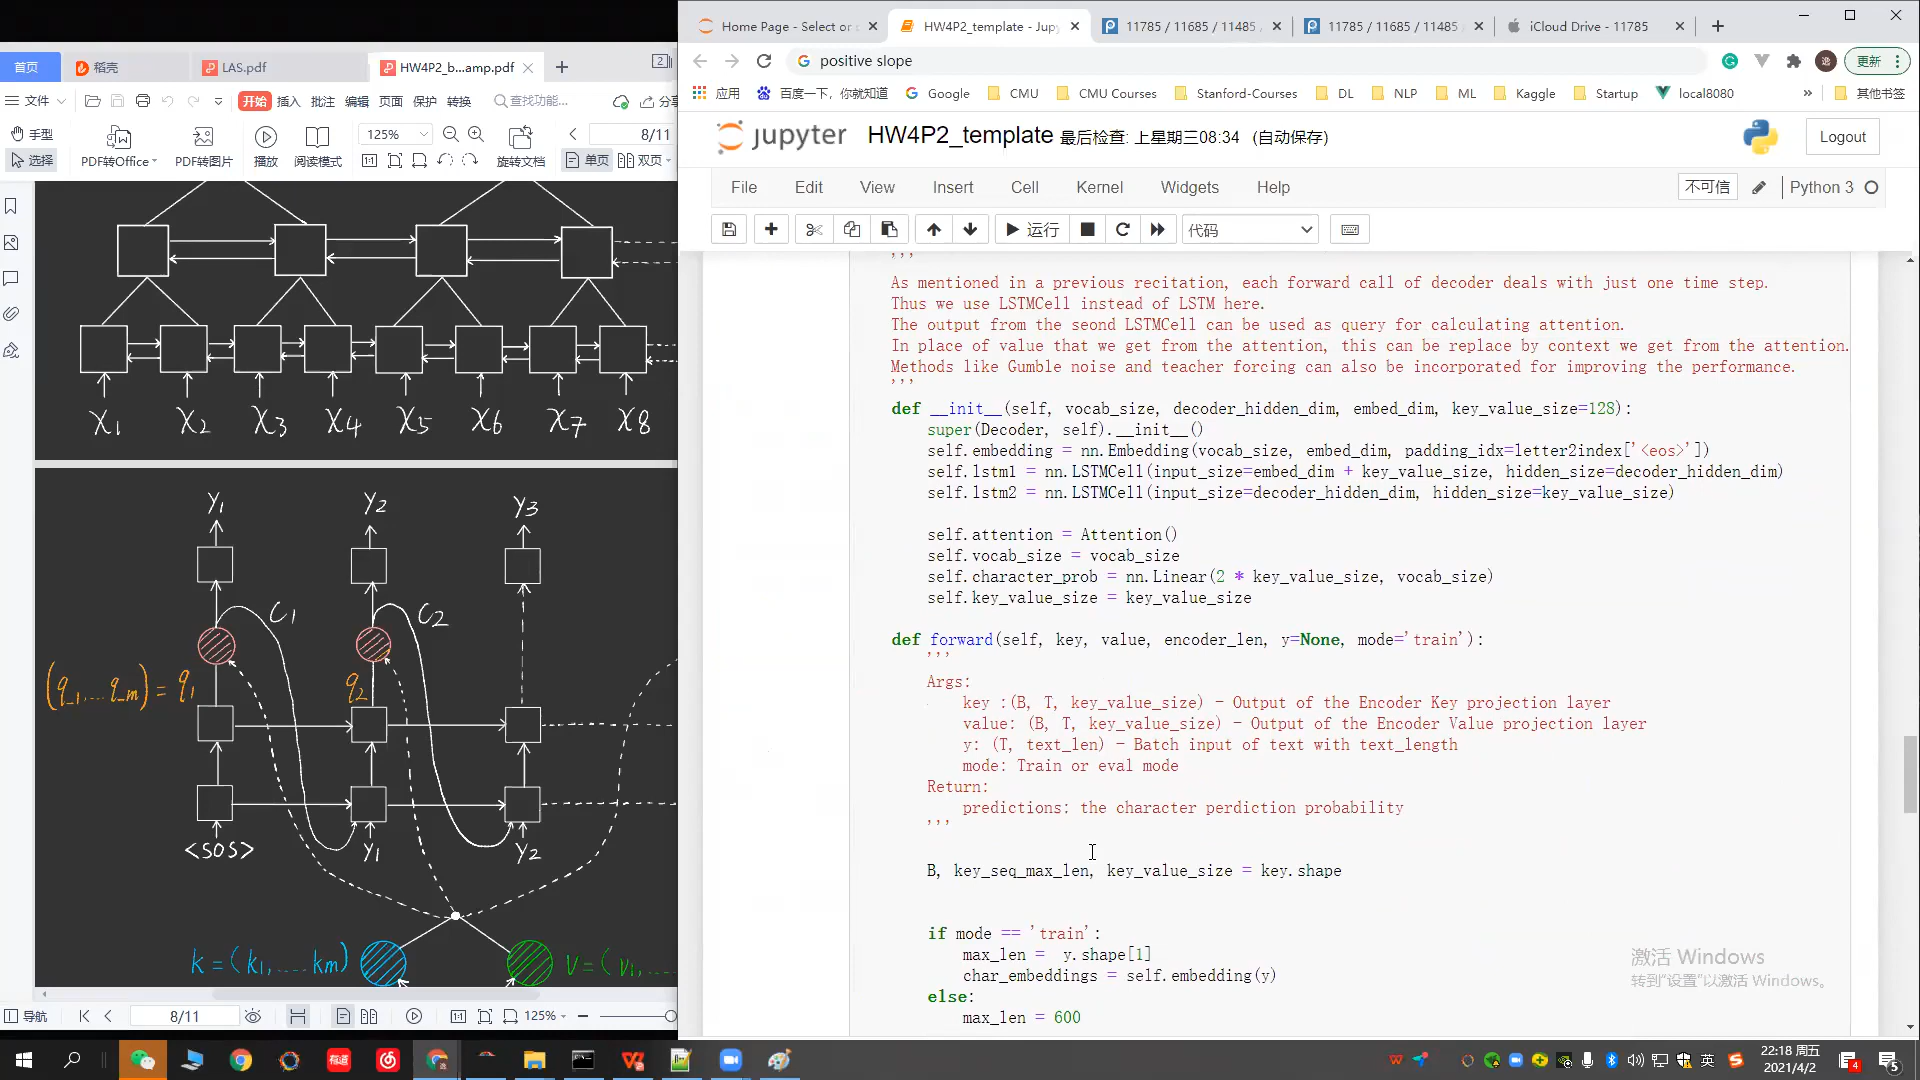 首页
稻壳
LAS.pdf
HW4P2_b...amp.pdf
文件
开始
插入
批注
编辑
页面
保护
转换
查找功能...
手型
选择
PDF转Office
PDF转图片
播放
阅读模式
125%
旋转文档
8/11
单页
双页
X1 X2 X3 X4 X5 X6 X7 X8
y1 y2 y3
C1 C2
(q_1,...q_m) = q1
q2
<sos> y1 y2
k = (k1,....km)
V = (v1,...
导航
8/11
125%
Home Page - Select or c
HW4P2_template - Jupy
11785 / 11685 / 11485
11785 / 11685 / 11485
iCloud Drive - 11785
positive slope
更新
应用
百度一下，你就知道
Google
CMU
CMU Courses
Stanford-Courses
DL
NLP
ML
Kaggle
Startup
local8080
其他书签
jupyter HW4P2_template 最后检查: 上星期三08:34 (自动保存)
Logout
File Edit View Insert Cell Kernel Widgets Help
不可信
Python 3
运行
代码
'''
As mentioned in a previous recitation, each forward call of decoder deals with just one time step.
Thus we use LSTMCell instead of LSTM here.
The output from the seond LSTMCell can be used as query for calculating attention.
In place of value that we get from the attention, this can be replace by context we get from the attention.
Methods like Gumble noise and teacher forcing can also be incorporated for improving the performance.
'''
def __init__(self, vocab_size, decoder_hidden_dim, embed_dim, key_value_size=128):
super(Decoder, self).__init__()
self.embedding = nn.Embedding(vocab_size, embed_dim, padding_idx=letter2index['<eos>'])
self.lstm1 = nn.LSTMCell(input_size=embed_dim + key_value_size, hidden_size=decoder_hidden_dim)
self.lstm2 = nn.LSTMCell(input_size=decoder_hidden_dim, hidden_size=key_value_size)
self.attention = Attention()
self.vocab_size = vocab_size
self.character_prob = nn.Linear(2 * key_value_size, vocab_size)
self.key_value_size = key_value_size
def forward(self, key, value, encoder_len, y=None, mode='train'):
'''
Args:
key :(B, T, key_value_size) - Output of the Encoder Key projection layer
value: (B, T, key_value_size) - Output of the Encoder Value projection layer
y: (T, text_len) - Batch input of text with text_length
mode: Train or eval mode
Return:
predictions: the character perdiction probability
'''
B, key_seq_max_len, key_value_size = key.shape
if mode == 'train':
max_len = y.shape[1]
char_embeddings = self.embedding(y)
else:
max_len = 600
激活 Windows
转到"设置"以激活 Windows。
英
22:18 周五
2021/4/2
4
5